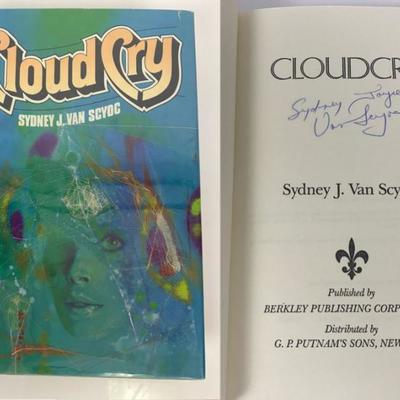 CloudCry
SYDNEY J. VAN SCYOC
CLOUDCR
Sydney Joyce
Van Scyoc
Sydney J. Van Scy
Published by
BERKLEY PUBLISHING CORP
Distributed by
G. P. PUTNAM'S SONS, NEW